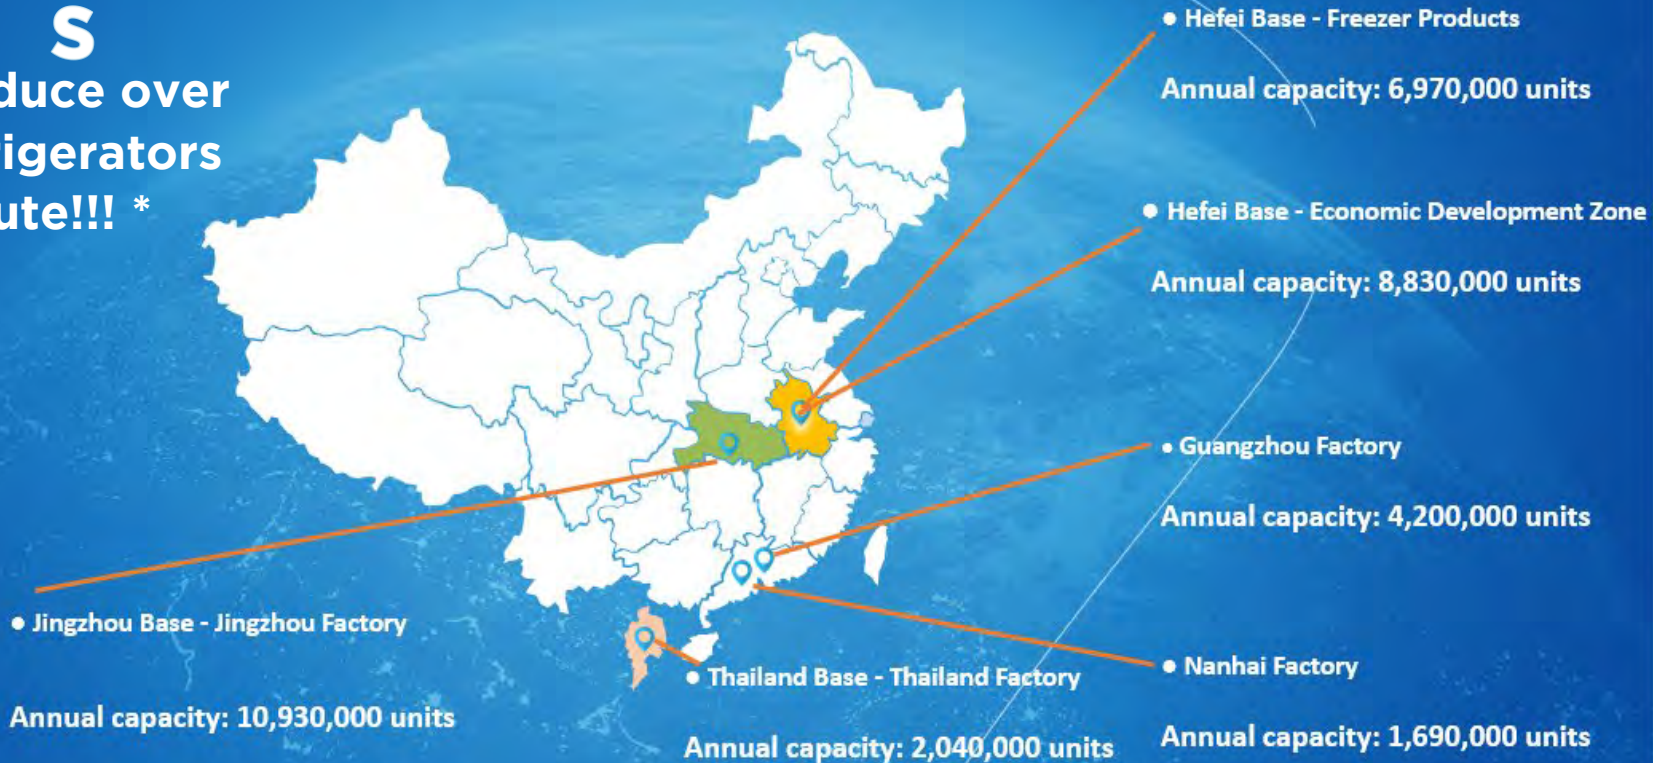 S
duce over
igerators
ute!!! *
● Hefei Base - Freezer Products
Annual capacity: 6,970,000 units
● Hefei Base - Economic Development Zone
Annual capacity: 8,830,000 units
● Guangzhou Factory
Annual capacity: 4,200,000 units
● Jingzhou Base - Jingzhou Factory
Annual capacity: 10,930,000 units
● Thailand Base - Thailand Factory
Annual capacity: 2,040,000 units
● Nanhai Factory
Annual capacity: 1,690,000 units